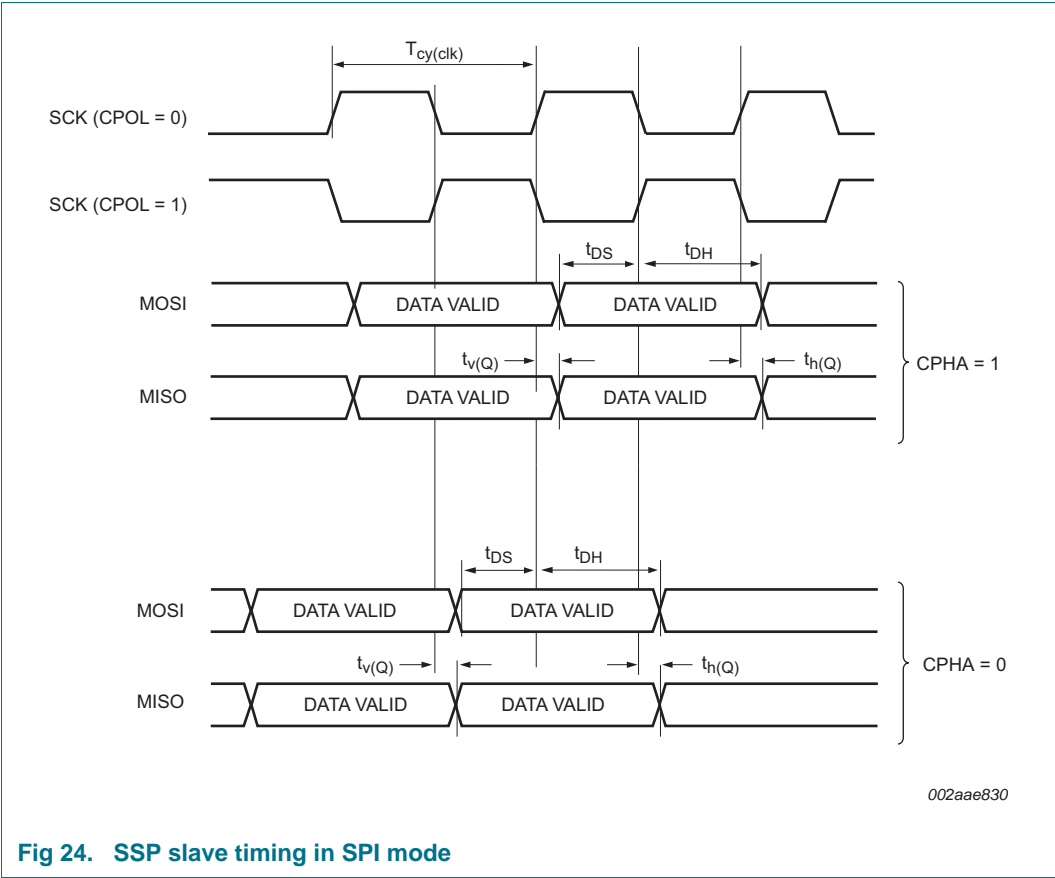 Tcy(clk)
SCK (CPOL = 0)
SCK (CPOL = 1)
tDS
tDH
MOSI
DATA VALID
DATA VALID
tv(Q)
th(Q)
CPHA = 1
MISO
DATA VALID
DATA VALID
tDS
tDH
MOSI
DATA VALID
DATA VALID
tv(Q)
th(Q)
CPHA = 0
MISO
DATA VALID
DATA VALID
002aae830
Fig 24. SSP slave timing in SPI mode